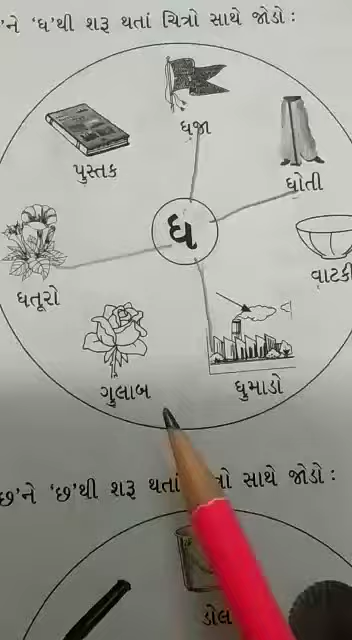 'ને 'ધ'થી શરૂ થતાં ચિત્રો સાથે જોડો :
ધજા
પુસ્તક
ધોતી
ધ
ધતૂરો
વાટકી
ગુલાબ
ધુમાડો
છ'ને 'છ'થી શરૂ થતાં સાથે જોડો :
ડોલ